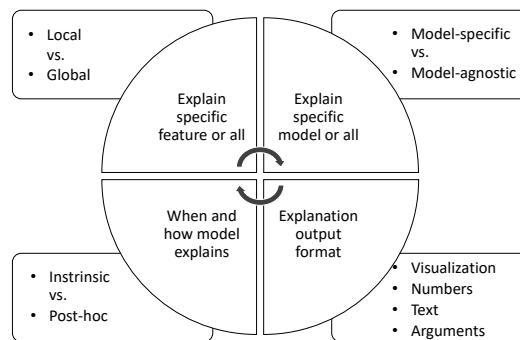 • Local
vs.
• Global
• Model-specific
vs.
• Model-agnostic
Explain
specific
feature or all
Explain
specific
model or all
When and
how model
explains
Explanation
output
format
• Instrinsic
vs.
• Post-hoc
• Visualization
• Numbers
• Text
• Arguments